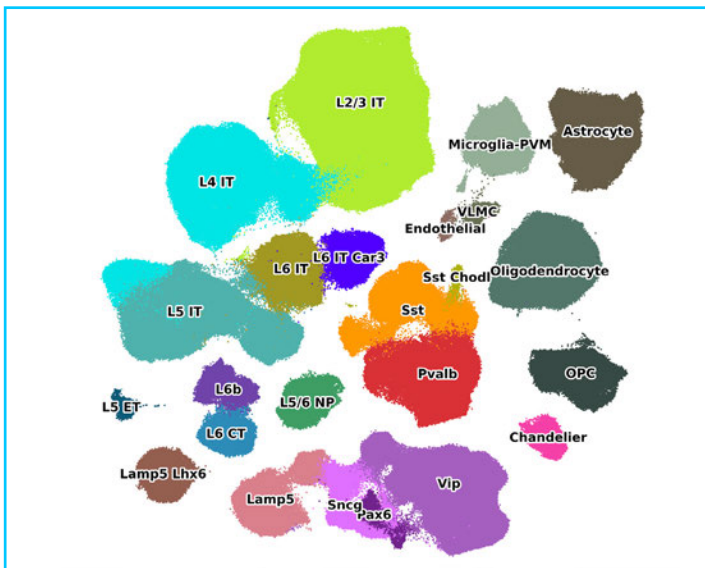 L2/3 IT
Astrocyte
Microglia-PVM
L4 IT
VLMC
Endothelial
L6 IT Car3
L6 IT
Oligodendrocyte
Sst Chodl
L5 IT
Sst
Pvalb
OPC
L6b
L5/6 NP
L5 ET
L6 CT
Chandelier
Lamp5 Lhx6
Vip
Lamp5
Sncg
Pax6